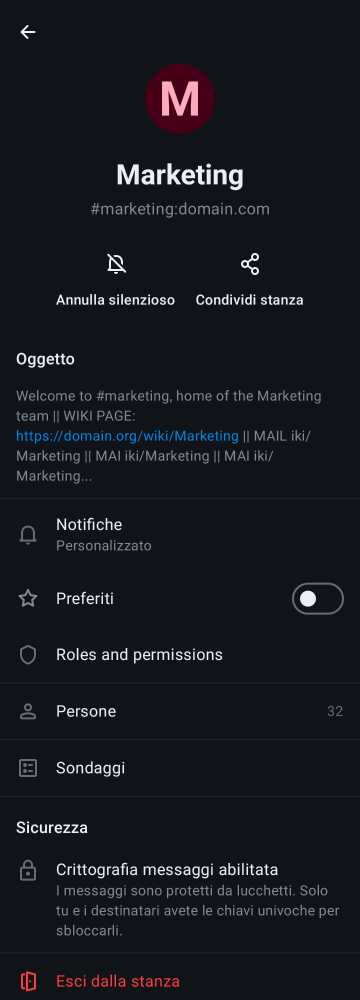 M
Marketing
#marketing:domain.com
Annulla silenzioso
Condividi stanza
Oggetto
Welcome to #marketing, home of the Marketing
team || WIKI PAGE:
https://domain.org/wiki/Marketing || MAIL iki/
Marketing || MAI iki/Marketing || MAI iki/
Marketing...
Notifiche
Personalizzato
Preferiti
Roles and permissions
Persone 32
Sondaggi
Sicurezza
Crittografia messaggi abilitata
I messaggi sono protetti da lucchetti. Solo
tu e i destinatari avete le chiavi univoche per
sbloccarli.
Esci dalla stanza